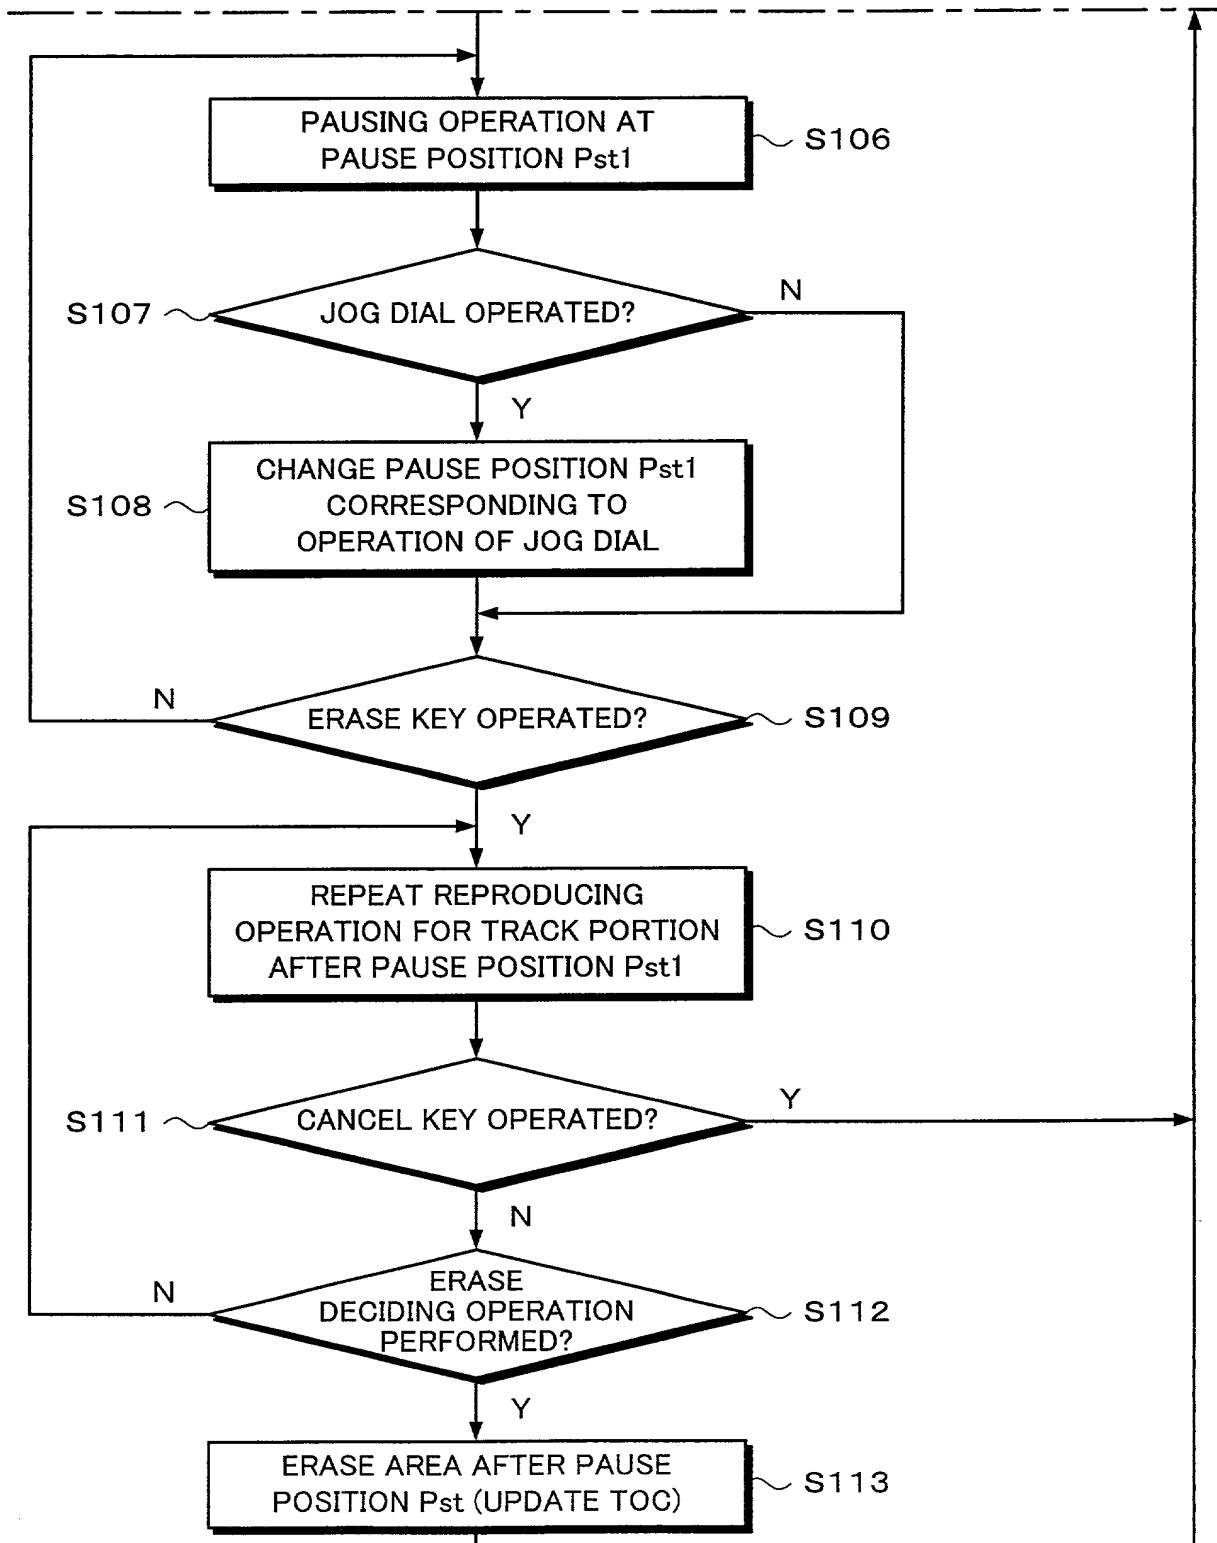 PAUSING OPERATION AT
PAUSE POSITION Pst1
S106
S107
JOG DIAL OPERATED?
N
Y
S108
CHANGE PAUSE POSITION Pst1
CORRESPONDING TO
OPERATION OF JOG DIAL
N
ERASE KEY OPERATED?
S109
Y
REPEAT REPRODUCING
OPERATION FOR TRACK PORTION
AFTER PAUSE POSITION Pst1
S110
S111
CANCEL KEY OPERATED?
Y
N
N
ERASE
DECIDING OPERATION
PERFORMED?
S112
Y
ERASE AREA AFTER PAUSE
POSITION Pst (UPDATE TOC)
S113